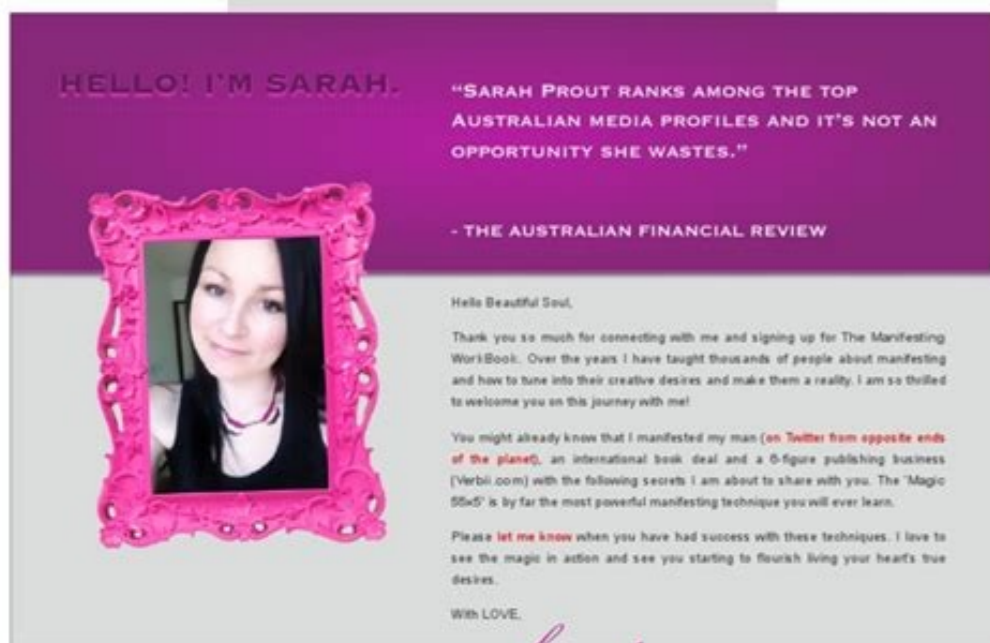 HELLO! I'M SARAH.
“SARAH PROUT RANKS AMONG THE TOP
AUSTRALIAN MEDIA PROFILES AND IT'S NOT AN
OPPORTUNITY SHE WASTES.”
- THE AUSTRALIAN FINANCIAL REVIEW
Hello Beautiful Soul,
Thank you so much for connecting with me and signing up for The Manifesting
WorkBook. Over the years I have taught thousands of people about manifesting
and how to tune into their creative desires and make them a reality. I am so thrilled
to welcome you on this journey with me!
You might already know that I manifested my man (on Twitter from opposite ends
of the planet), an international book deal and a 6-figure publishing business
(Verbii.com) with the following secrets I am about to share with you. The “Magic
55x5” is by far the most powerful manifesting technique you will ever learn.
Please let me know when you have had success with these techniques. I love to
see the magic in action and see you starting to flourish living your heart's true
desires.
With LOVE,